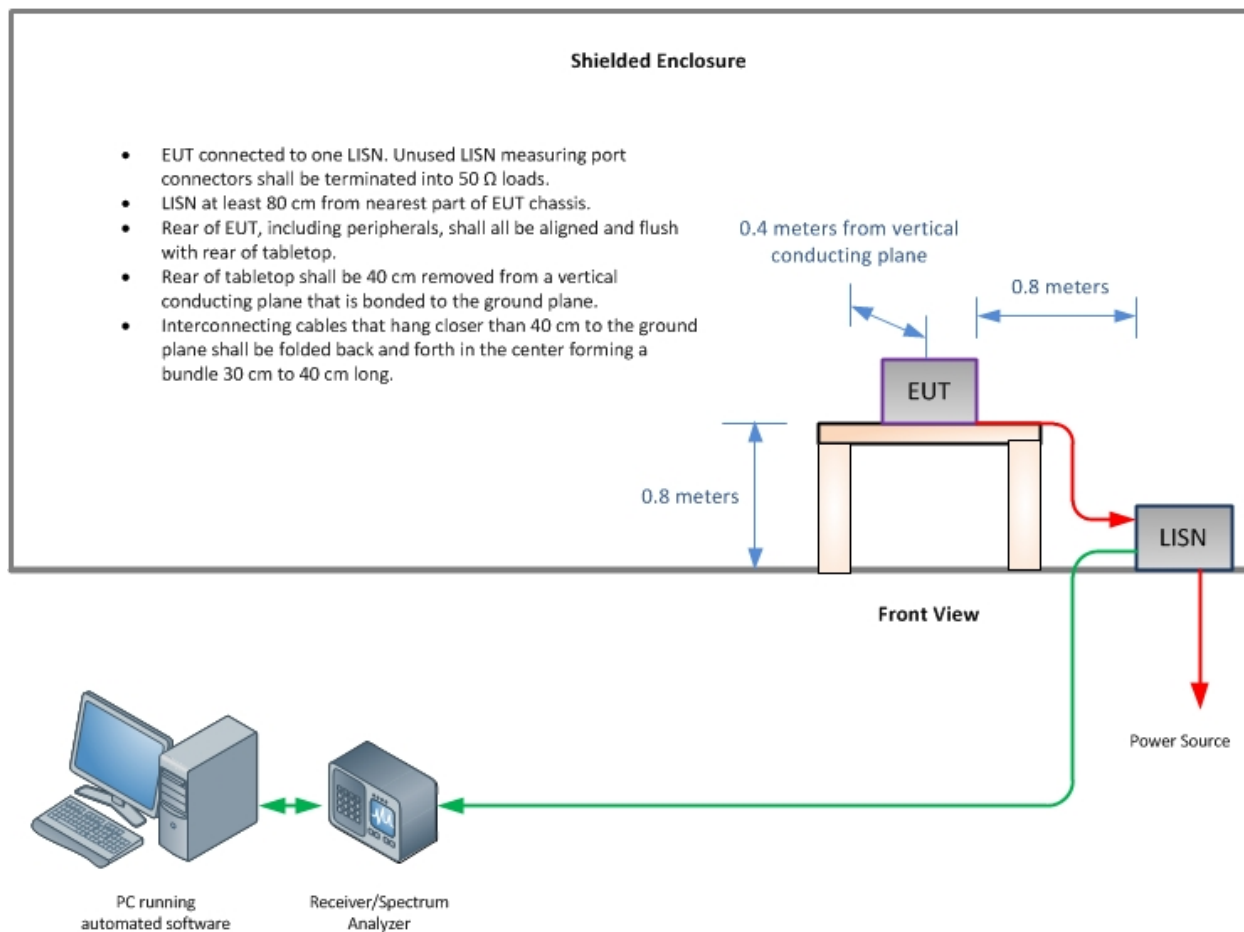 Shielded Enclosure
• EUT connected to one LISN. Unused LISN measuring port
connectors shall be terminated into 50 Ω loads.
• LISN at least 80 cm from nearest part of EUT chassis.
• Rear of EUT, including peripherals, shall all be aligned and flush
with rear of tabletop.
• Rear of tabletop shall be 40 cm removed from a vertical
conducting plane that is bonded to the ground plane.
• Interconnecting cables that hang closer than 40 cm to the ground
plane shall be folded back and forth in the center forming a
bundle 30 cm to 40 cm long.
0.4 meters from vertical
conducting plane
0.8 meters
EUT
0.8 meters
LISN
Front View
Power Source
PC running
automated software
Receiver/Spectrum
Analyzer